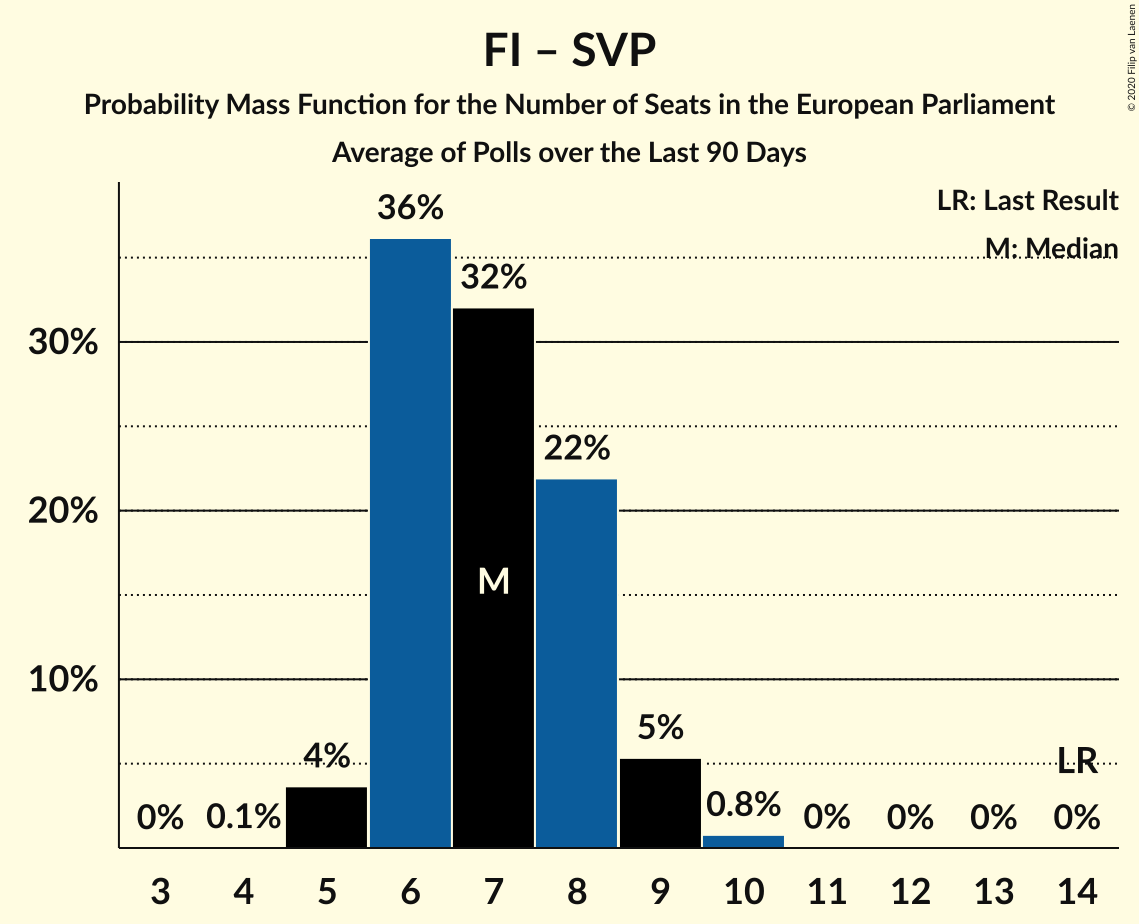 FI – SVP
Probability Mass Function for the Number of Seats in the European Parliament
Average of Polls over the Last 90 Days
© 2020 Filip van Laenen
LR: Last Result
M: Median
30%
20%
10%
0%
0.1%
4%
36%
32%
22%
5%
0.8%
0%
0%
0%
0%
M
LR
3 4 5 6 7 8 9 10 11 12 13 14